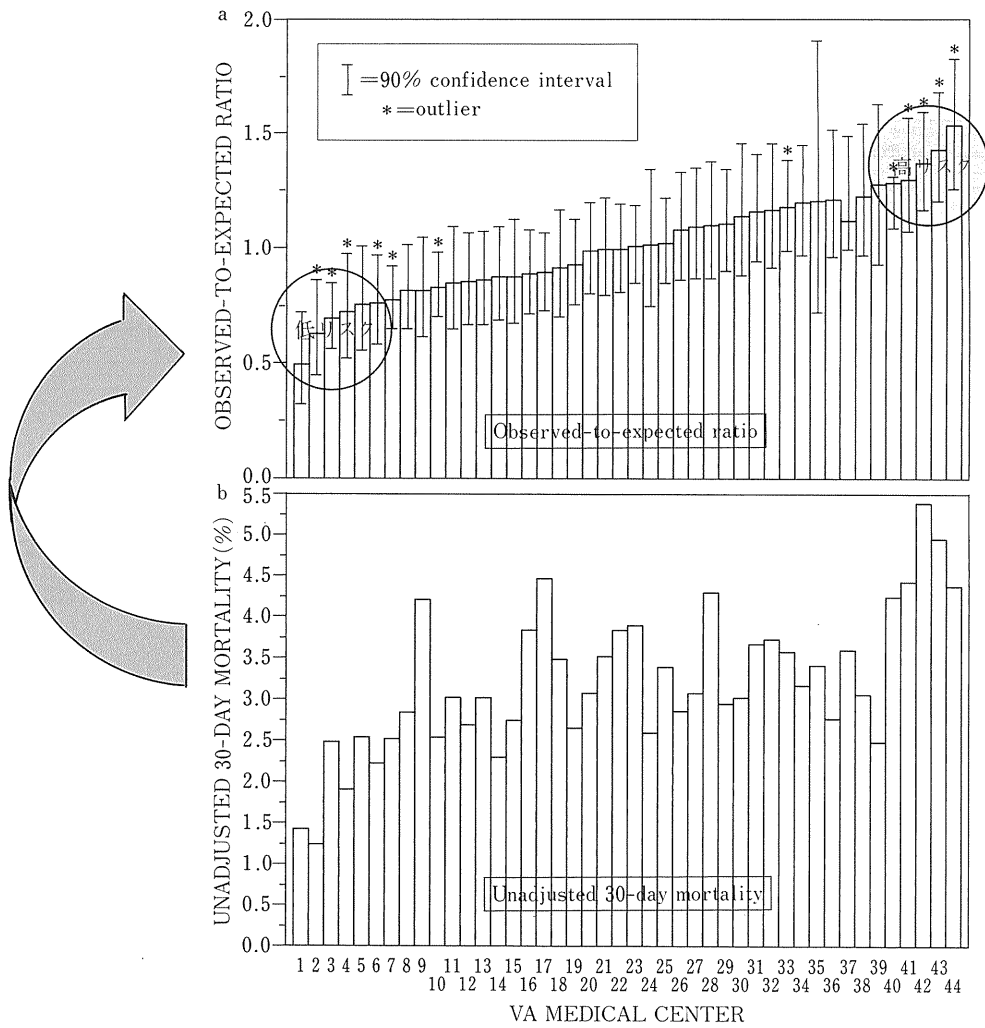 a
2.0
1.5
1.0
0.5
0.0
OBSERVED-TO-EXPECTED RATIO
=90% confidence interval
*=outlier
低リスク
高リスク
Observed-to-expected ratio
b
5.5
5.0
4.5
4.0
3.5
3.0
2.5
2.0
1.5
1.0
0.5
0.0
UNADJUSTED 30-DAY MORTALITY(%)
Unadjusted 30-day mortality
1 2 3 4 5 6 7 8 9 11 13 15 17 19 21 23 25 27 29 31 33 35 37 39 41 43
10 12 14 16 18 20 22 24 26 28 30 32 34 36 38 40 42 44
VA MEDICAL CENTER